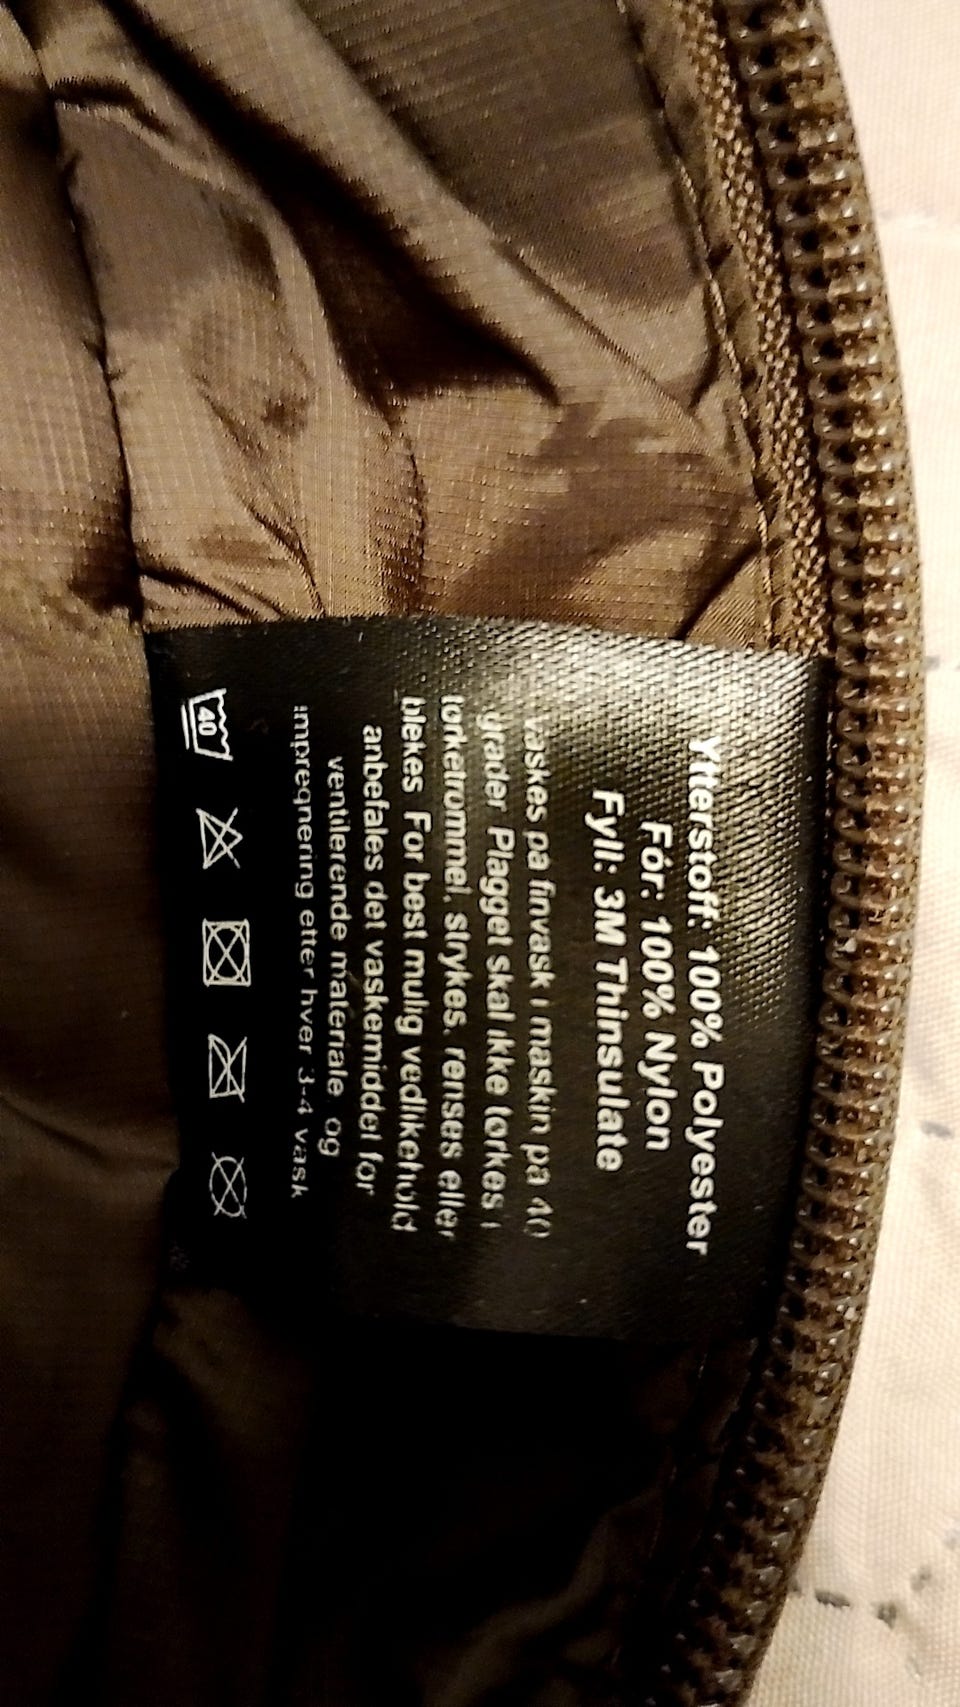 Ytterstoff: 100% Polyester
Fór: 100% Nylon
Fyll: 3M Thinsulate
vaskes på finvask i maskin på 40
grader Plagget skal ikke tørkes i
tørketrommel, strykes, renses eller
blekes For best mulig vedlikehold
anbefales det vaskemiddel for
ventilerende materiale og
impregnering etter hver 3-4 vask
40